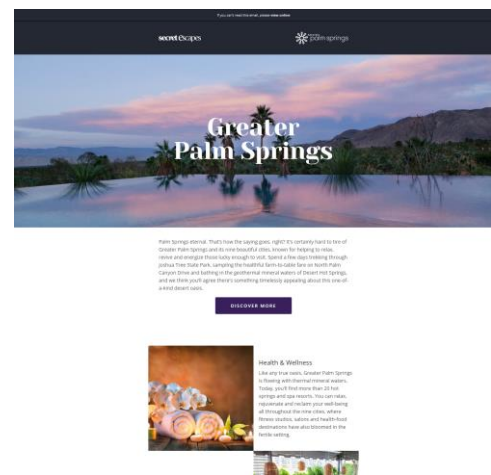 If you can't read this email, please view online
secret escapes
palm springs
Greater
Palm Springs
Palm Springs eternal. That's how the saying goes, right? It's certainly hard to tire of
Greater Palm Springs and its nine beautiful cities, known for helping to relax,
revive and energize those lucky enough to visit. Spend a few days trekking through
Joshua Tree State Park, sampling the healthful farm-to-table fare on North Palm
Canyon Drive and bathing in the geothermal mineral waters of Desert Hot Springs,
and we think you'll agree there's something timelessly appealing about this one-of-
a-kind desert oasis.
DISCOVER MORE
Health & Wellness
Like any true oasis, Greater Palm Springs
is flowing with thermal mineral waters.
Today, you'll find more than 20 hot
springs and spa resorts. You can relax,
rejuvenate and reclaim your well-being
all throughout the nine cities, where
fitness studios, salons and health-food
destinations have also bloomed in the
fertile setting.